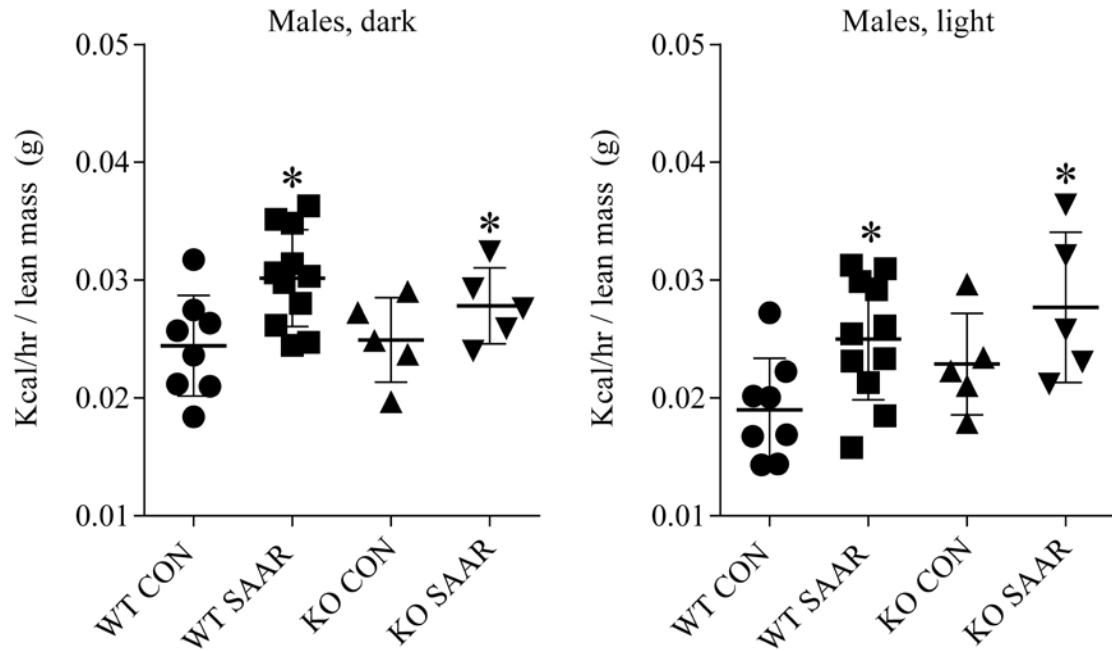 Males, dark
Kcal/hr / lean mass (g)
0.05
0.04
0.03
0.02
0.01
*
*
WT CON
WT SAAR
KO CON
KO SAAR
Males, light
Kcal/hr / lean mass (g)
0.05
0.04
0.03
0.02
0.01
*
*
WT CON
WT SAAR
KO CON
KO SAAR